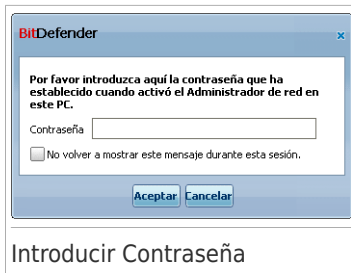 BitDefender
Por favor introduzca aquí la contraseña que ha
establecido cuando activó el Administrador de red en
este PC.
Contraseña
No volver a mostrar este mensaje durante esta sesión.
Aceptar Cancelar
Introducir Contraseña